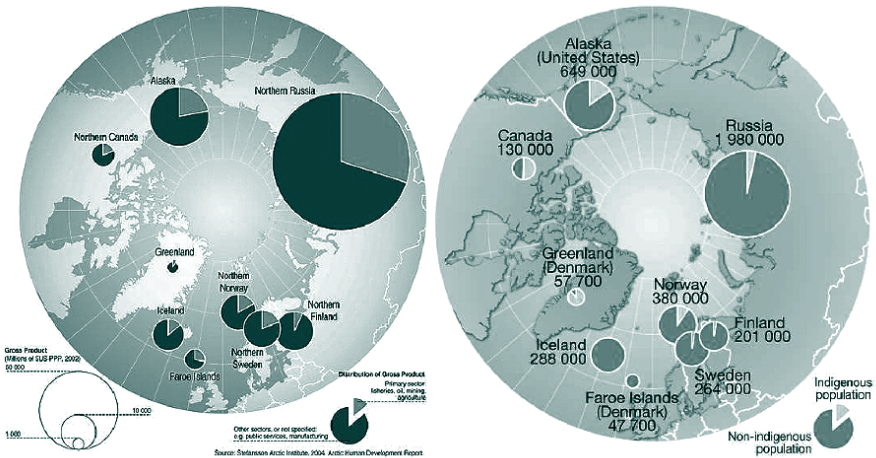 Alaska
Northern Russia
Northern Canada
Greenland
Northern
Norway
Northern
Finland
Iceland
Northern
Sweden
Faroe Islands
Gross Product
(Millions of $US-PPP, 2002)
50 000
10 000
1 000
Distribution of Gross Product
Primary sector:
fisheries, oil, mining,
agriculture
Other sectors, or not specified:
e.g. public services, manufacturing
Source: Stefansson Arctic Institute, 2004. Arctic Human Development Report
Alaska
(United States)
649 000
Canada
130 000
Russia
1 980 000
Greenland
(Denmark)
57 700
Norway
380 000
Finland
201 000
Iceland
288 000
Sweden
264 000
Faroe Islands
(Denmark)
47 700
Indigenous
population
Non-indigenous
population